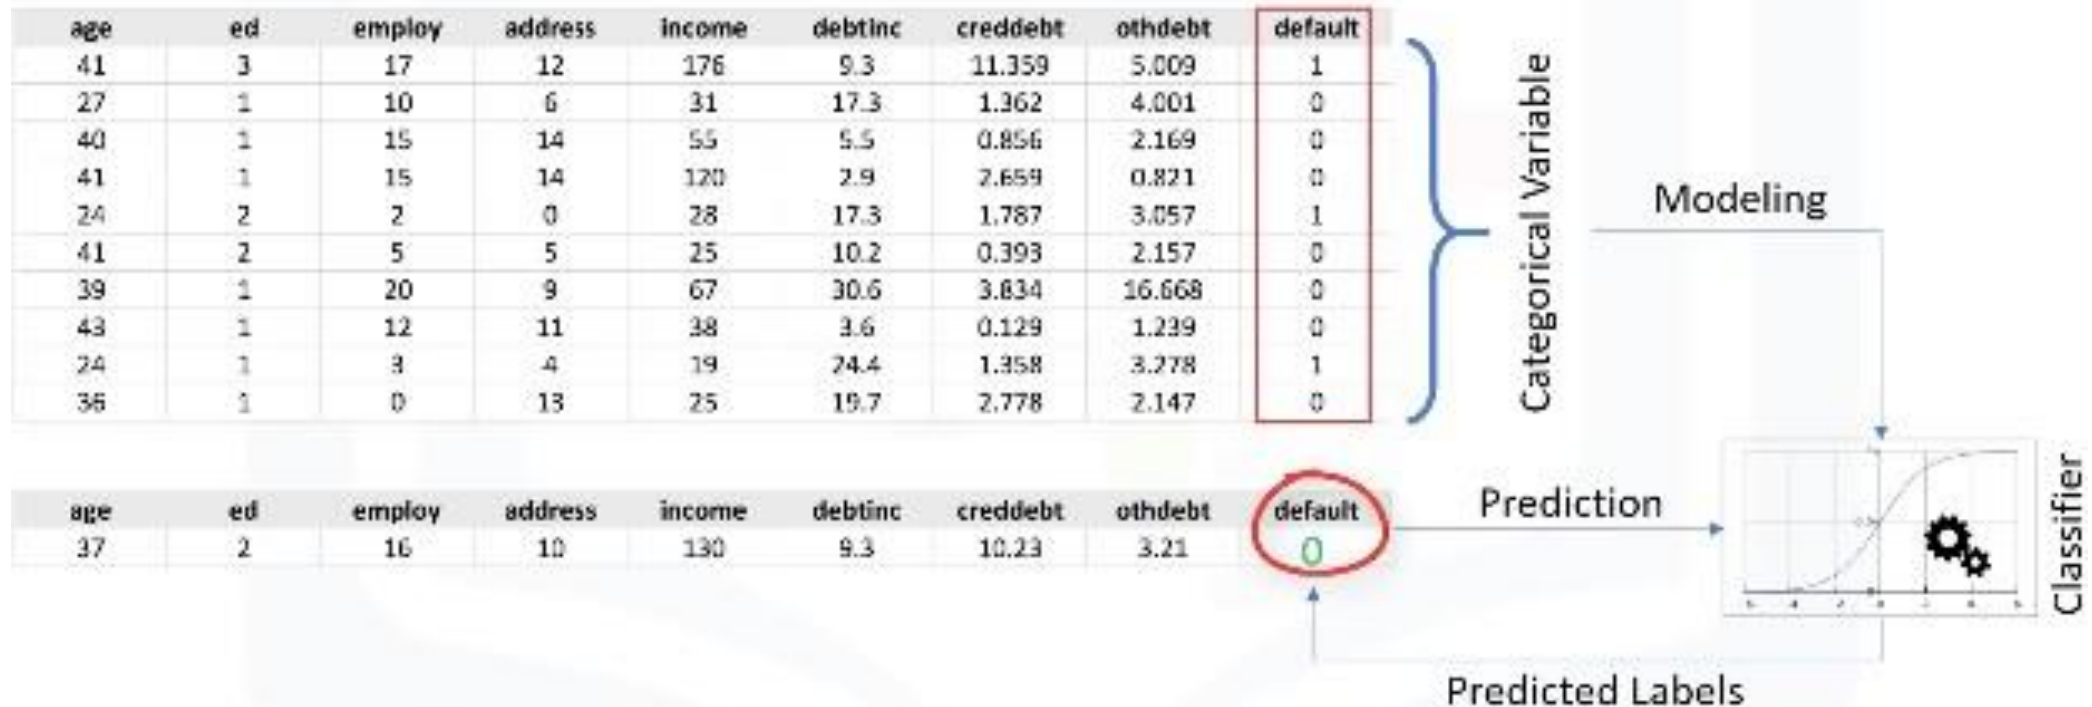 age ed employ address income debtinc creddebt othdebt default
41 3 17 12 176 9.3 11.359 5.009 1
27 1 10 6 31 17.3 1.362 4.001 0
40 1 15 14 55 5.5 0.856 2.169 0
41 1 15 14 120 2.9 2.659 0.821 0
24 2 2 0 28 17.3 1.787 3.057 1
41 2 5 5 25 10.2 0.393 2.157 0
39 1 20 9 67 30.6 3.834 16.668 0
43 1 12 11 38 3.6 0.129 1.239 0
24 1 3 4 19 24.4 1.358 3.278 1
36 1 0 13 25 19.7 2.778 2.147 0
Categorical Variable
Modeling
age ed employ address income debtinc creddebt othdebt default
37 2 16 10 130 9.3 10.23 3.21 0
Prediction
Classifier
Predicted Labels